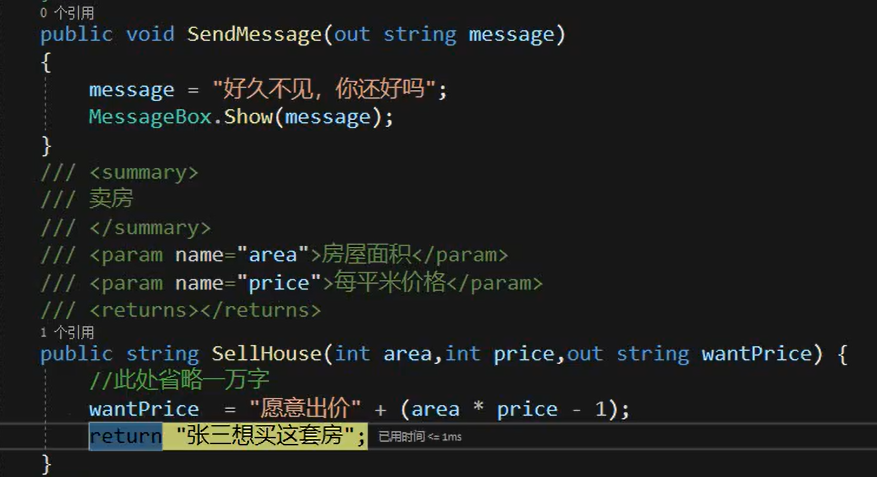 0 个引用
public void SendMessage(out string message)
{
message = "好久不见，你还好吗";
MessageBox.Show(message);
}
/// <summary>
/// 卖房
/// </summary>
/// <param name="area">房屋面积</param>
/// <param name="price">每平米价格</param>
/// <returns></returns>
1 个引用
public string SellHouse(int area,int price,out string wantPrice) {
//此处省略一万字
wantPrice  = "愿意出价" + (area * price - 1);
return "张三想买这套房"; 已用时间 <= 1ms
}